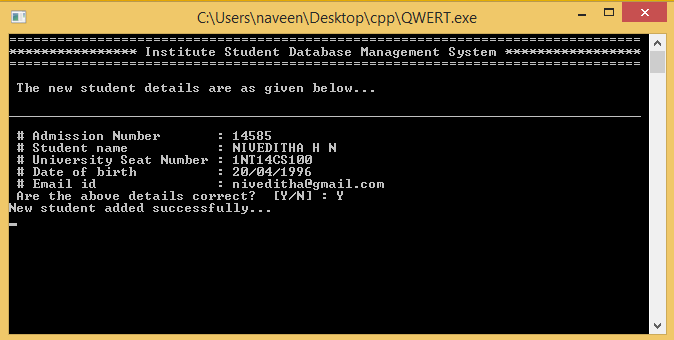 C:\Users\naveen\Desktop\cpp\QWERT.exe
===============================================================================
**************** Institute Student Database Management System *****************
===============================================================================
The new student details are as given below...
_______________________________________________________________________________
# Admission Number : 14585
# Student name : NIVEDITHA H N
# University Seat Number : 1NT14CS100
# Date of birth : 20/04/1996
# Email id : niveditha@gmail.com
Are the above details correct? [Y/N] : Y
New student added successfully...